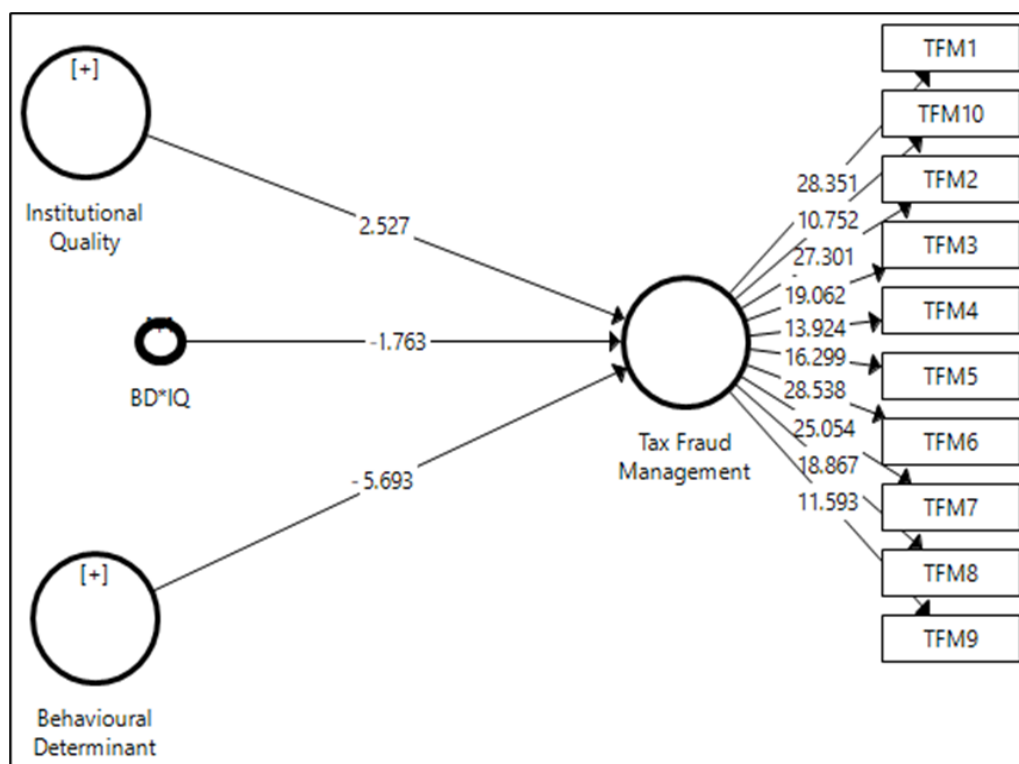 [+]
Institutional
Quality
2.527
BD*IQ
-1.763
[+]
Behavioural
Determinant
- 5.693
Tax Fraud
Management
28.351
10.752
27.301
-
19.062
13.924
16.299
28.538
25.054
18.867
11.593
TFM1
TFM10
TFM2
TFM3
TFM4
TFM5
TFM6
TFM7
TFM8
TFM9